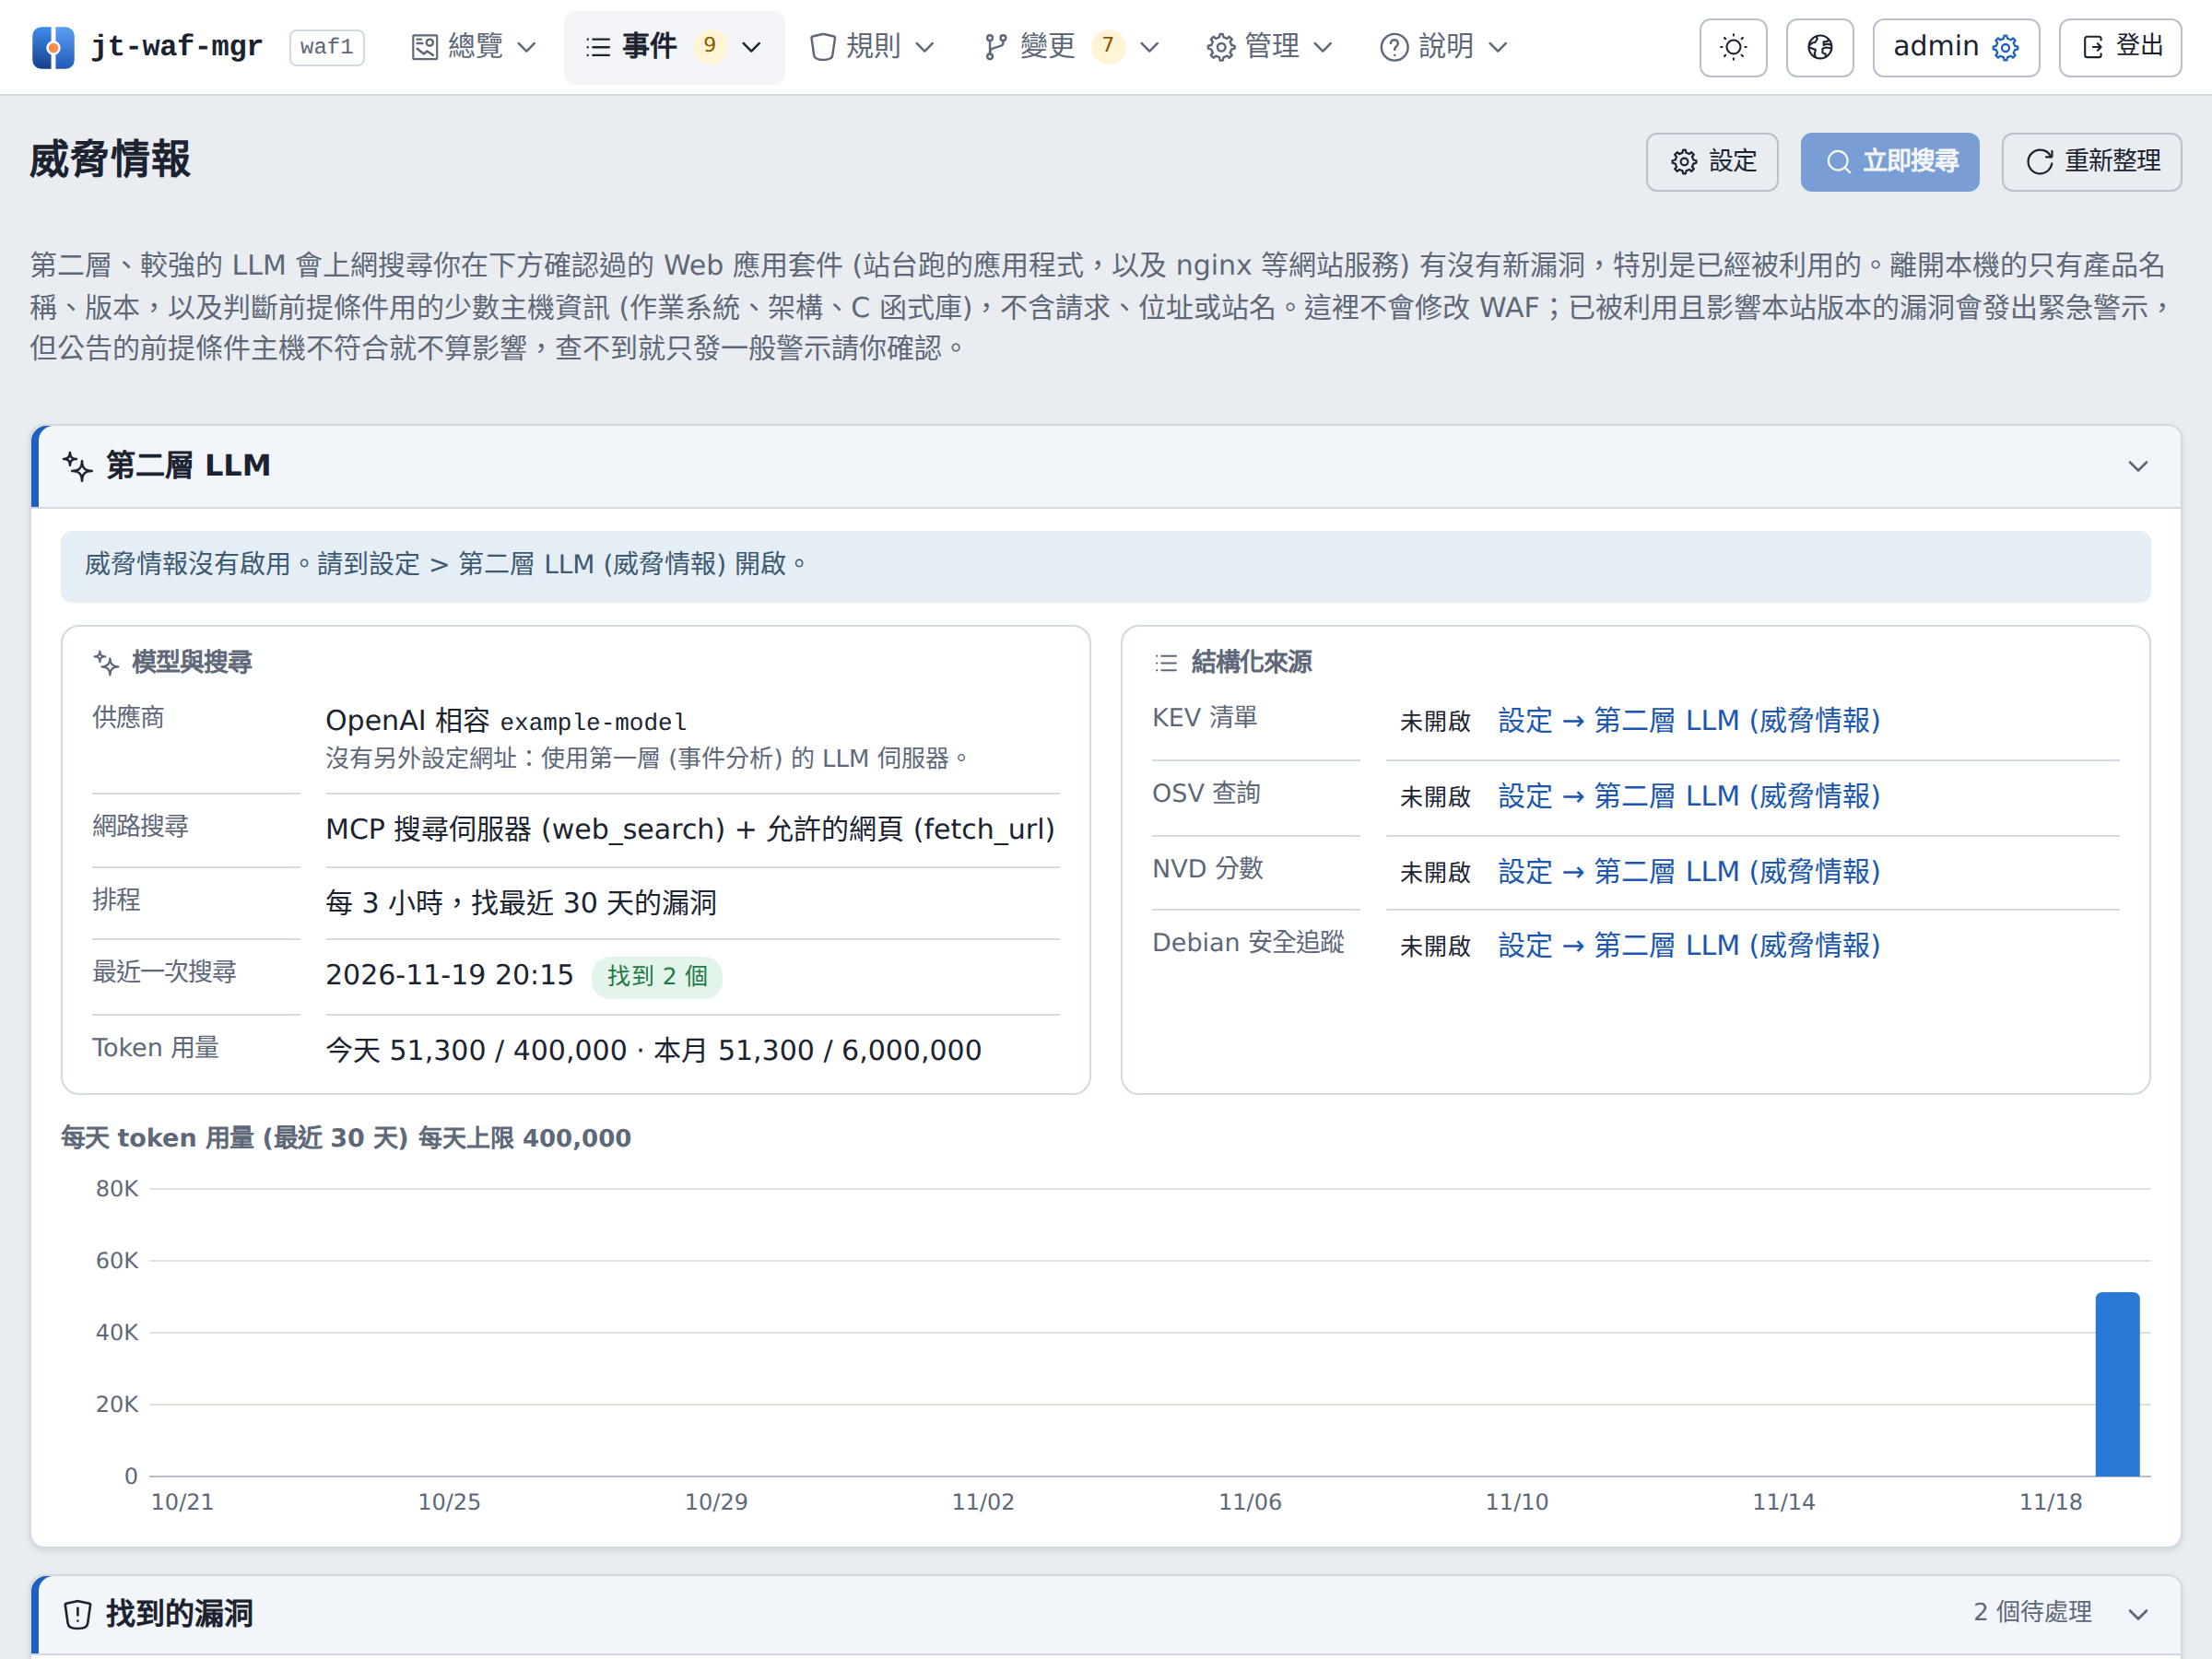 jt-waf-mgr waf1 總覽 事件 9 規則 變更 7 管理 說明 admin 登出
威脅情報 設定 立即搜尋 重新整理
第二層、較強的 LLM 會上網搜尋你在下方確認過的 Web 應用套件 (站台跑的應用程式，以及 nginx 等網站服務) 有沒有新漏洞，特別是已經被利用的。離開本機的只有產品名
稱、版本，以及判斷前提條件用的少數主機資訊 (作業系統、架構、C 函式庫)，不含請求、位址或站名。這裡不會修改 WAF；已被利用且影響本站版本的漏洞會發出緊急警示，
但公告的前提條件主機不符合就不算影響，查不到就只發一般警示請你確認。
第二層 LLM
威脅情報沒有啟用。請到設定 > 第二層 LLM (威脅情報) 開啟。
模型與搜尋
供應商 OpenAI 相容 example-model
沒有另外設定網址：使用第一層 (事件分析) 的 LLM 伺服器。
網路搜尋 MCP 搜尋伺服器 (web_search) + 允許的網頁 (fetch_url)
排程 每 3 小時，找最近 30 天的漏洞
最近一次搜尋 2026-11-19 20:15 找到 2 個
Token 用量 今天 51,300 / 400,000 · 本月 51,300 / 6,000,000
結構化來源
KEV 清單 未開啟 設定 → 第二層 LLM (威脅情報)
OSV 查詢 未開啟 設定 → 第二層 LLM (威脅情報)
NVD 分數 未開啟 設定 → 第二層 LLM (威脅情報)
Debian 安全追蹤 未開啟 設定 → 第二層 LLM (威脅情報)
每天 token 用量 (最近 30 天) 每天上限 400,000
80K
60K
40K
20K
0
10/21 10/25 10/29 11/02 11/06 11/10 11/14 11/18
找到的漏洞 2 個待處理